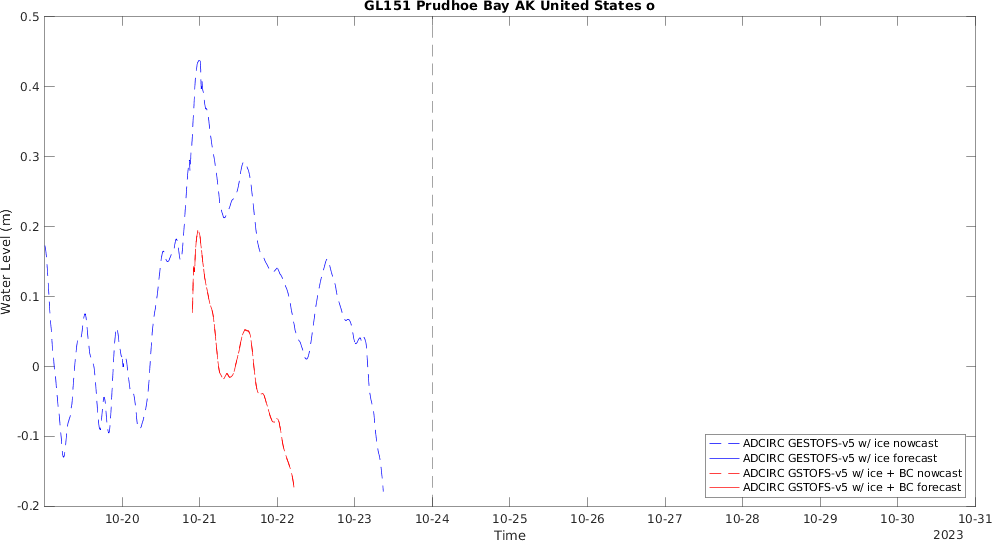 GL151 Prudhoe Bay AK United States o
0.5
0.4
0.3
0.2
0.1
0
-0.1
-0.2
Water Level (m)
10-20 10-21 10-22 10-23 10-24 10-25 10-26 10-27 10-28 10-29 10-30 10-31
Time
2023
ADCIRC GESTOFS-v5 w/ ice nowcast
ADCIRC GESTOFS-v5 w/ ice forecast
ADCIRC GSTOFS-v5 w/ ice + BC nowcast
ADCIRC GSTOFS-v5 w/ ice + BC forecast